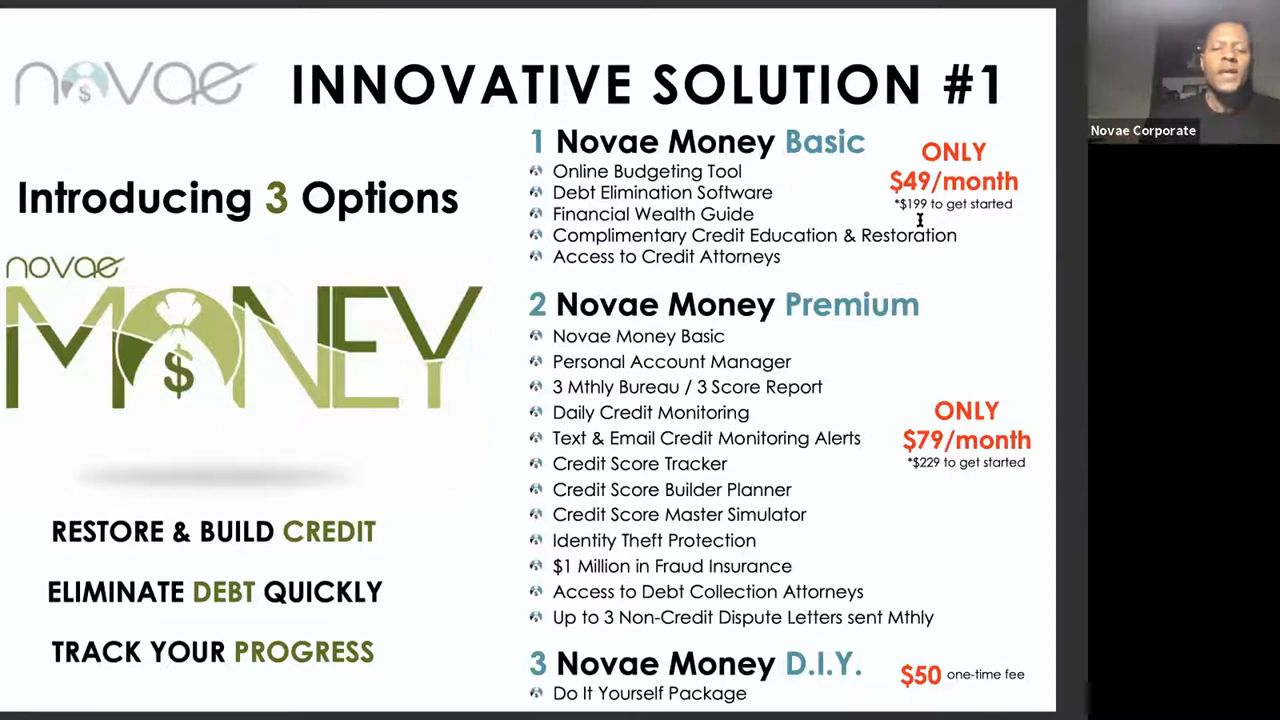 novae
INNOVATIVE SOLUTION #1
Introducing 3 Options
novae
MONEY
$
RESTORE & BUILD CREDIT
ELIMINATE DEBT QUICKLY
TRACK YOUR PROGRESS
1 Novae Money Basic
Online Budgeting Tool
Debt Elimination Software
Financial Wealth Guide
Complimentary Credit Education & Restoration
Access to Credit Attorneys
ONLY
$49/month
*$199 to get started
2 Novae Money Premium
Novae Money Basic
Personal Account Manager
3 Mthly Bureau / 3 Score Report
Daily Credit Monitoring
Text & Email Credit Monitoring Alerts
Credit Score Tracker
Credit Score Builder Planner
Credit Score Master Simulator
Identity Theft Protection
$1 Million in Fraud Insurance
Access to Debt Collection Attorneys
Up to 3 Non-Credit Dispute Letters sent Mthly
ONLY
$79/month
*$229 to get started
3 Novae Money D.I.Y.
Do It Yourself Package
$50 one-time fee
Novae Corporate